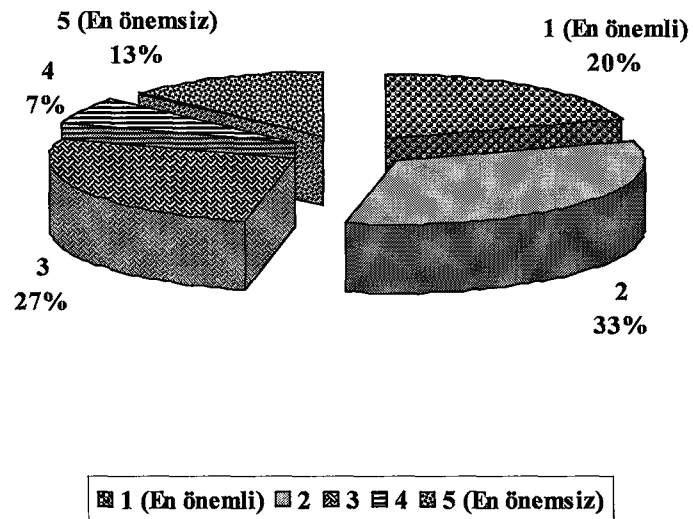 5 (En önemsiz)
13%
1 (En önemli)
20%
4
7%
3
27%
2
33%
1 (En önemli) 2 3 4 5 (En önemsiz)